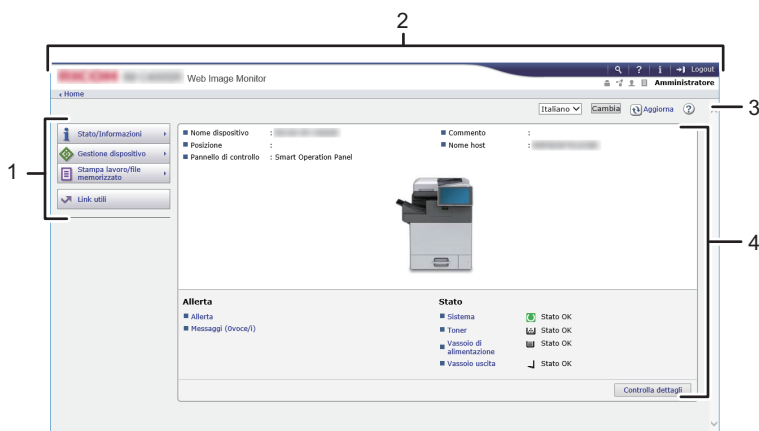 2
Web Image Monitor
Logout
Amministratore
Home
Italiano Cambia Aggiorna
3
1
Stato/Informazioni
Gestione dispositivo
Stampa lavoro/file
memorizzato
Link utili
Nome dispositivo :
Commento :
Posizione :
Nome host :
Pannello di controllo : Smart Operation Panel
4
Allerta
Allerta
Messaggi (0voce/i)
Stato
Sistema Stato OK
Toner Stato OK
Vassoio di
alimentazione Stato OK
Vassoio uscita Stato OK
Controlla dettagli